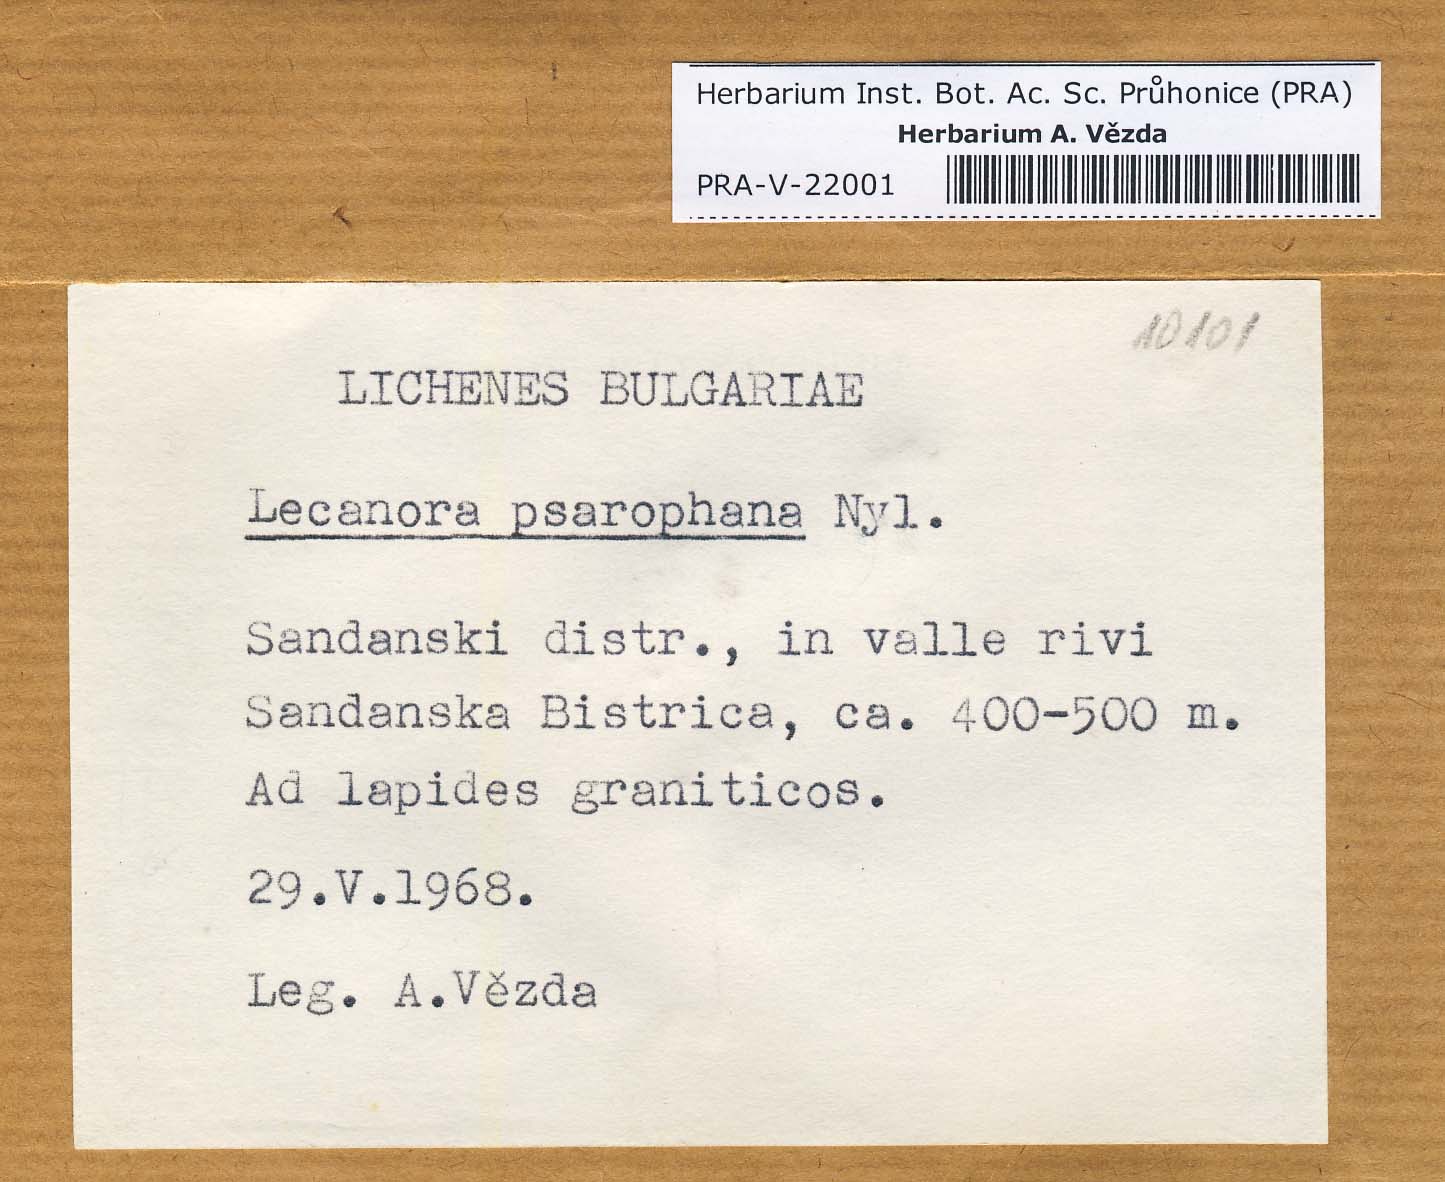 Herbarium Inst. Bot. Ac. Sc. Průhonice (PRA)
Herbarium A. Vězda
PRA-V-22001
10101
LICHENES BULGARIAE
Lecanora psarophana Nyl.
Sandanski distr., in valle rivi
Sandanska Bistrica, ca. 400-500 m.
Ad lapides graniticos.
29.V.1968.
Leg. A.Vězda